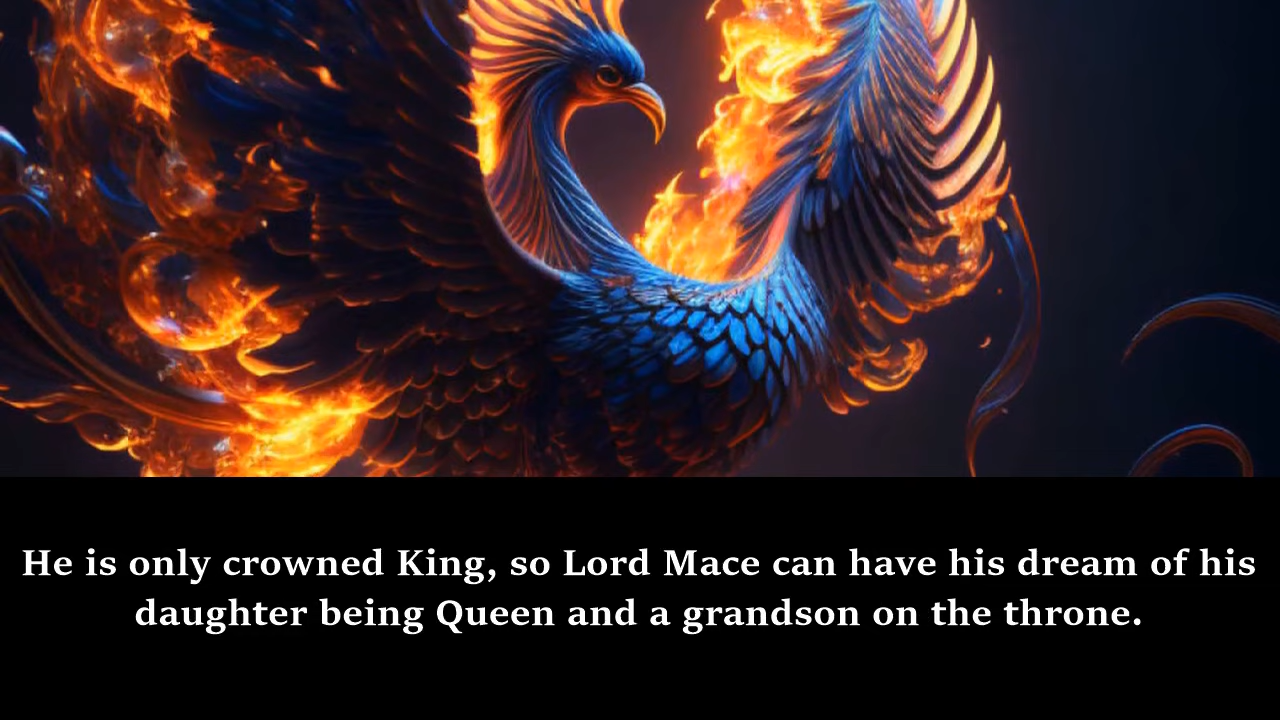 He is only crowned King, so Lord Mace can have his dream of his
daughter being Queen and a grandson on the throne.